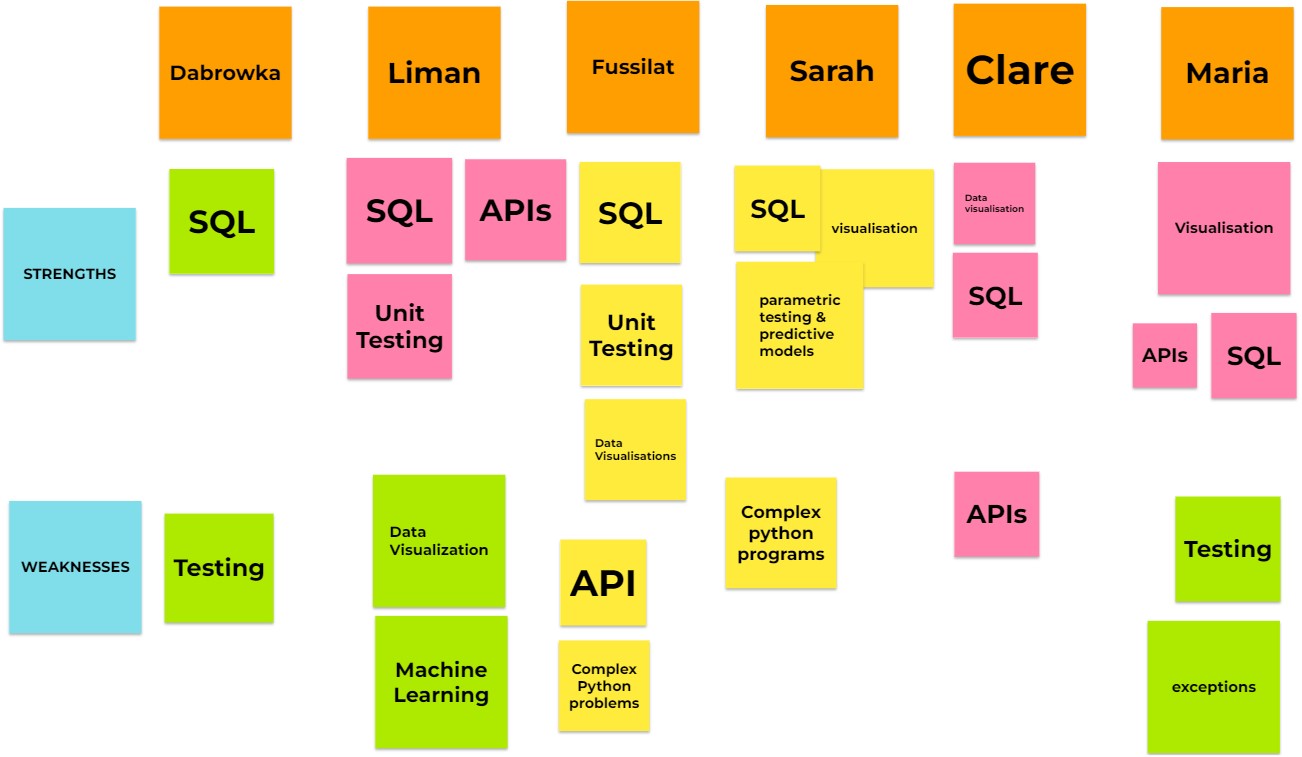 Dabrowka
Liman
Fussilat
Sarah
Clare
Maria
STRENGTHS
SQL
SQL
APIs
Unit
Testing
SQL
Unit
Testing
Data
Visualisations
SQL
visualisation
parametric
testing &
predictive
models
Data
visualisation
SQL
Visualisation
APIs
SQL
WEAKNESSES
Testing
Data
Visualization
Machine
Learning
API
Complex
Python
problems
Complex
python
programs
APIs
Testing
exceptions